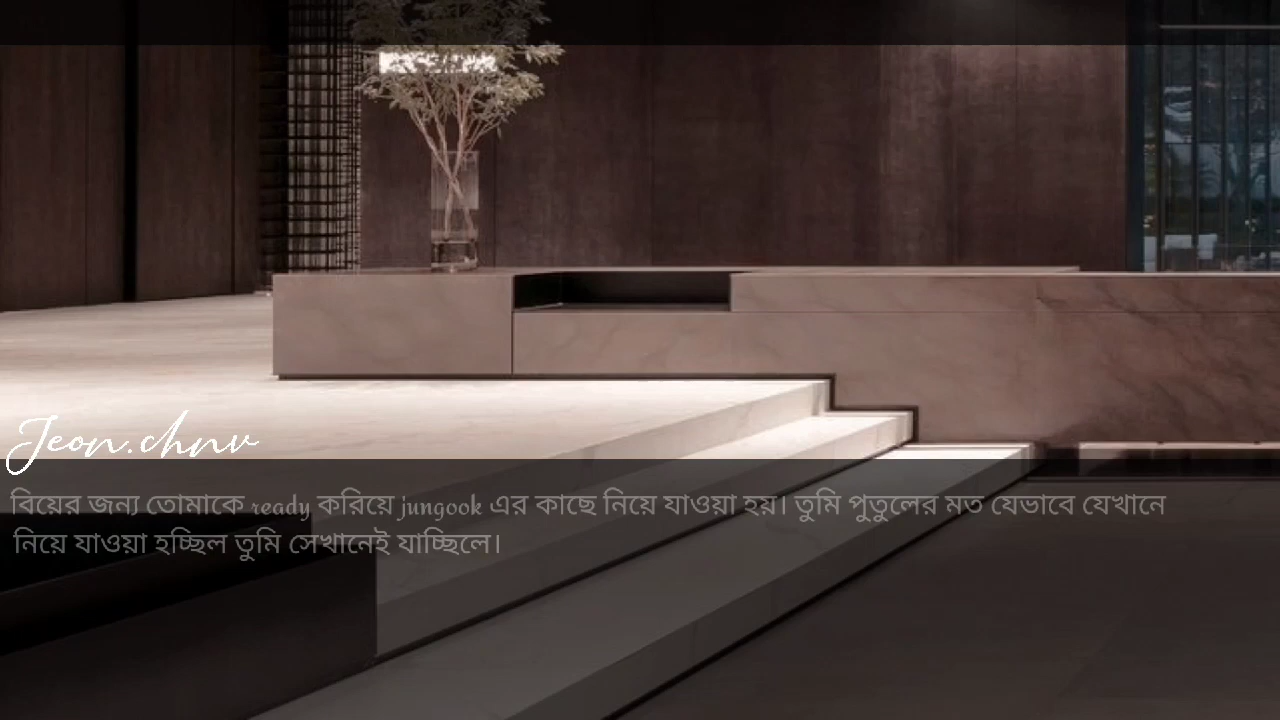 Jeon.chnv
বিয়ের জন্য তোমাকে ready করিয়ে jungook এর কাছে নিয়ে যাওয়া হয়। তুমি পুতুলের মত যেভাবে যেখানে
নিয়ে যাওয়া হচ্ছিল তুমি সেখানেই যাচ্ছিলে।